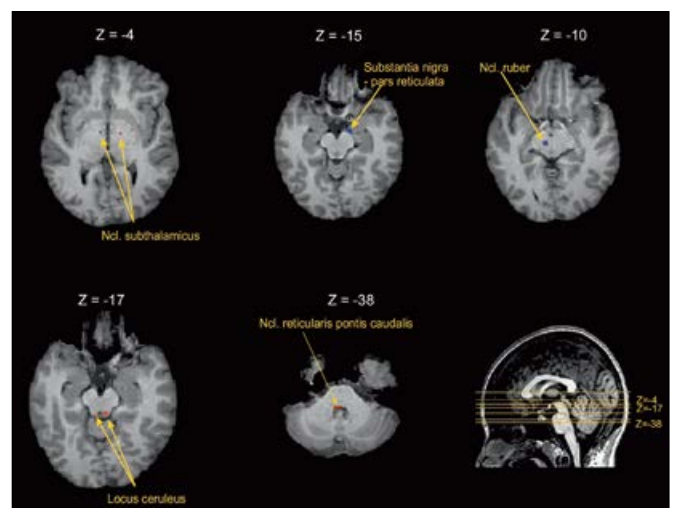 Z = -4
Z = -15
Z = -10
Substantia nigra
- pars reticulata
Ncl. ruber
Ncl. subthalamicus
Z = -17
Z = -38
Ncl. reticularis pontis caudalis
Locus ceruleus
Z=-4
Z=-17
Z=-38